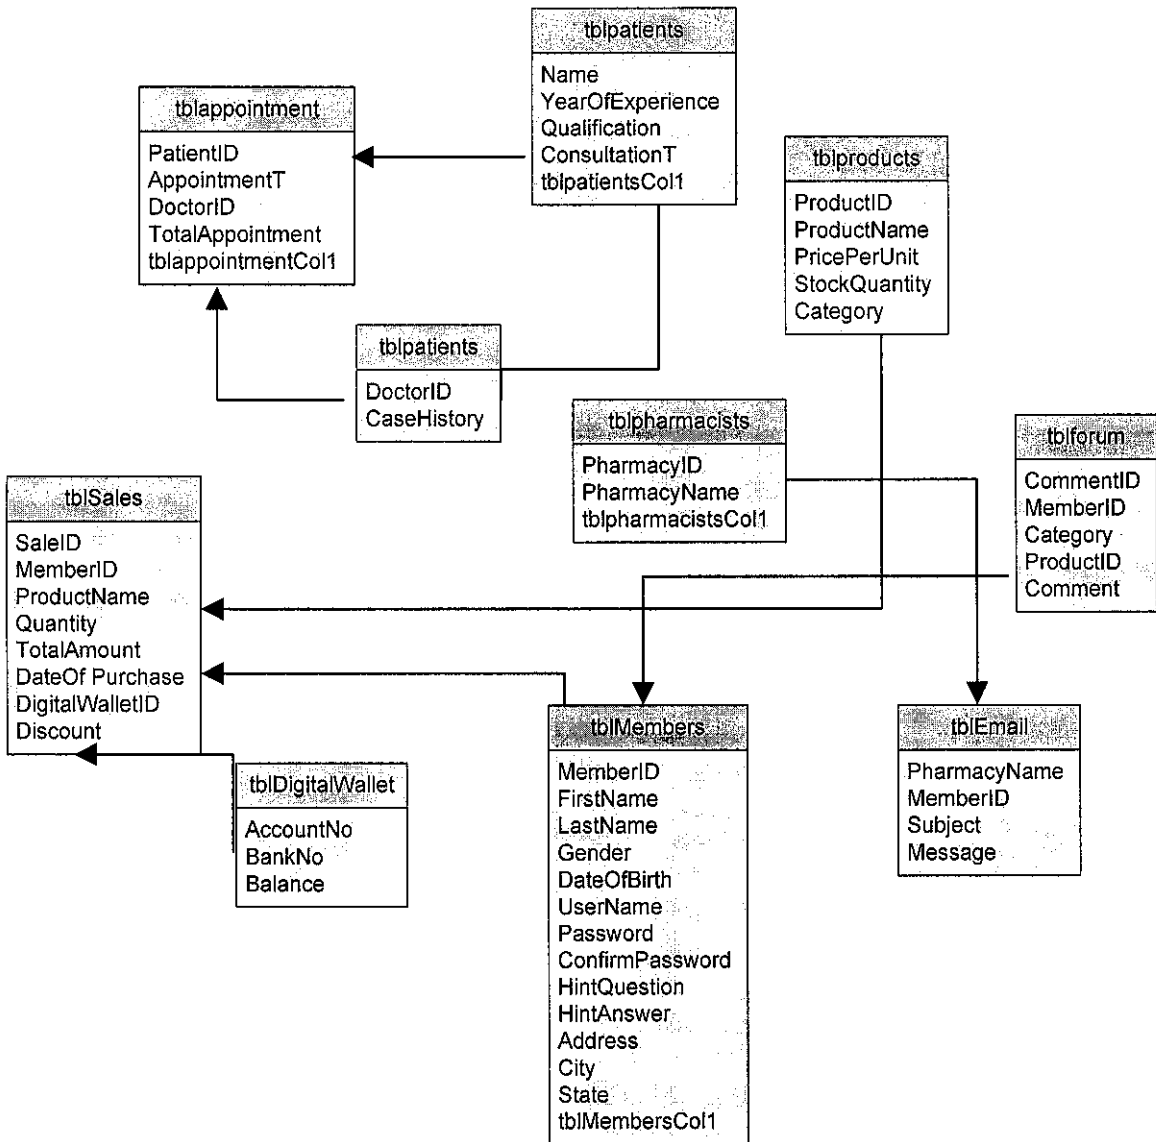 tblpatients
Name
YearOfExperience
Qualification
ConsultationT
tblpatientsCol1
tblappointment
PatientID
AppointmentT
DoctorID
TotalAppointment
tblappointmentCol1
tblproducts
ProductID
ProductName
PricePerUnit
StockQuantity
Category
tblpatients
DoctorID
CaseHistory
tblpharmacists
PharmacyID
PharmacyName
tblpharmacistsCol1
tblforum
CommentID
MemberID
Category
ProductID
Comment
tblSales
SaleID
MemberID
ProductName
Quantity
TotalAmount
DateOf Purchase
DigitalWalletID
Discount
tblDigitalWallet
AccountNo
BankNo
Balance
tblMembers
MemberID
FirstName
LastName
Gender
DateOfBirth
UserName
Password
ConfirmPassword
HintQuestion
HintAnswer
Address
City
State
tblMembersCol1
tblEmail
PharmacyName
MemberID
Subject
Message